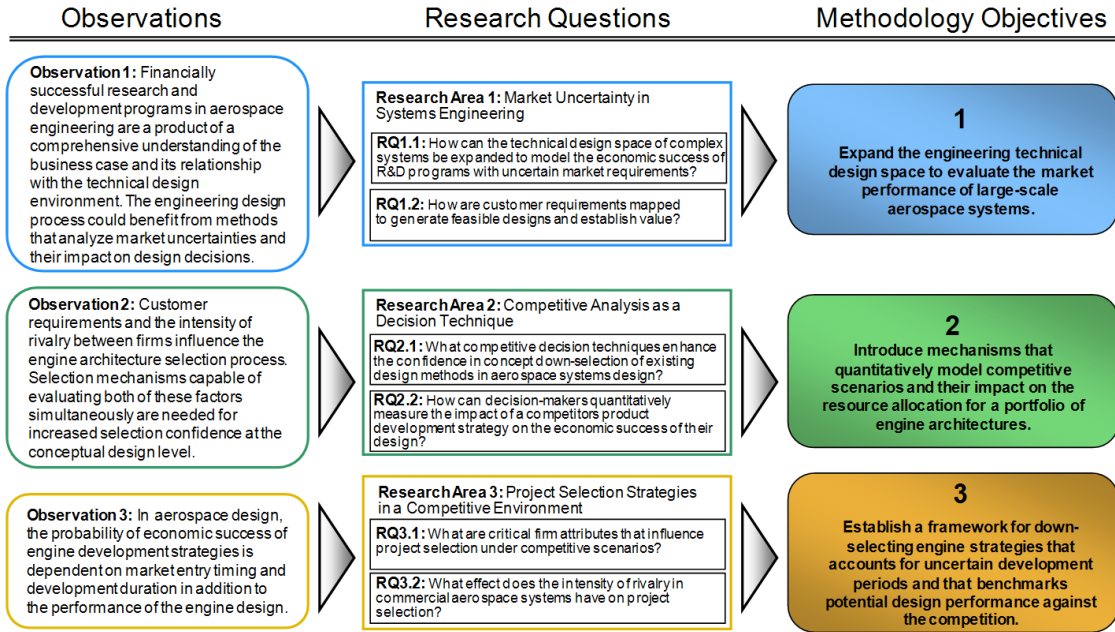 Observations
Research Questions
Methodology Objectives
Observation 1: Financially
successful research and
development programs in aerospace
engineering are a product of a
comprehensive understanding of the
business case and its relationship
with the technical design
environment. The engineering design
process could benefit from methods
that analyze market uncertainties and
their impact on design decisions.
Research Area 1: Market Uncertainty in
Systems Engineering
RQ1.1: How can the technical design space of complex
systems be expanded to model the economic success of
R&D programs with uncertain market requirements?
RQ1.2: How are customer requirements mapped
to generate feasible designs and establish value?
1
Expand the engineering technical
design space to evaluate the market
performance of large-scale
aerospace systems.
Observation 2: Customer
requirements and the intensity of
rivalry between firms influence the
engine architecture selection process.
Selection mechanisms capable of
evaluating both of these factors
simultaneously are needed for
increased selection confidence at the
conceptual design level.
Research Area 2: Competitive Analysis as a
Decision Technique
RQ2.1: What competitive decision techniques enhance
the confidence in concept down-selection of existing
design methods in aerospace systems design?
RQ2.2: How can decision-makers quantitatively
measure the impact of a competitors product
development strategy on the economic success of their
design?
2
Introduce mechanisms that
quantitatively model competitive
scenarios and their impact on the
resource allocation for a portfolio of
engine architectures.
Observation 3: In aerospace design,
the probability of economic success of
engine development strategies is
dependent on market entry timing and
development duration in addition to
the performance of the engine design.
Research Area 3: Project Selection Strategies
in a Competitive Environment
RQ3.1: What are critical firm attributes that influence
project selection under competitive scenarios?
RQ3.2: What effect does the intensity of rivalry in
commercial aerospace systems have on project
selection?
3
Establish a framework for down-
selecting engine strategies that
accounts for uncertain development
periods and that benchmarks
potential design performance against
the competition.